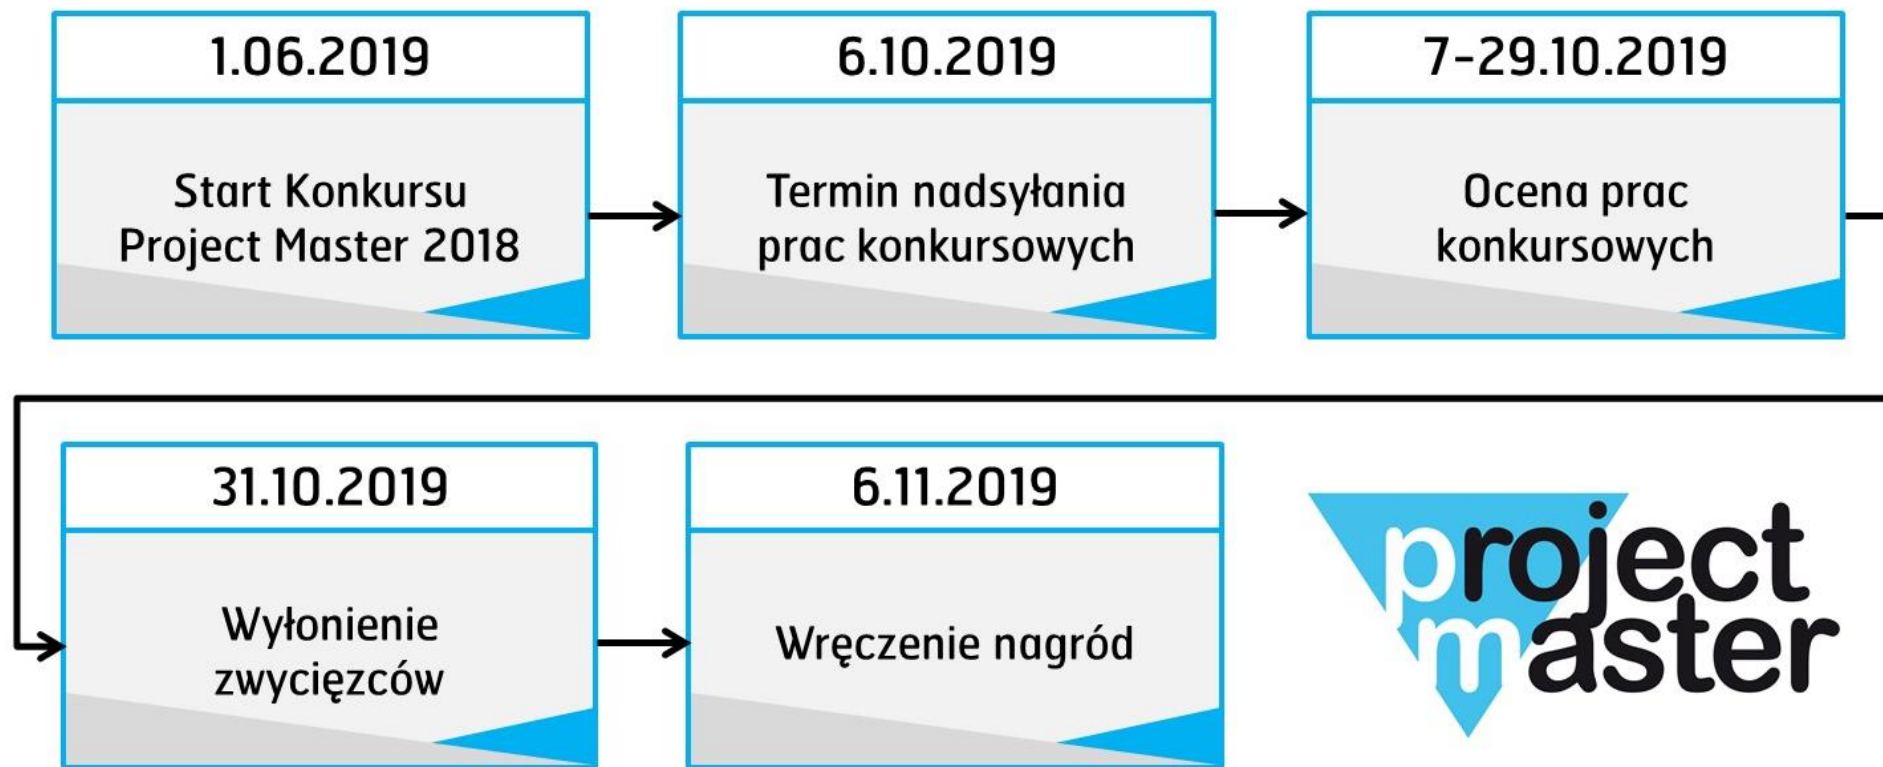 1.06.2019
Start Konkursu
Project Master 2018
6.10.2019
Termin nadsyłania
prac konkursowych
7-29.10.2019
Ocena prac
konkursowych
31.10.2019
Wyłonienie
zwycięzców
6.11.2019
Wręczenie nagród
project
master